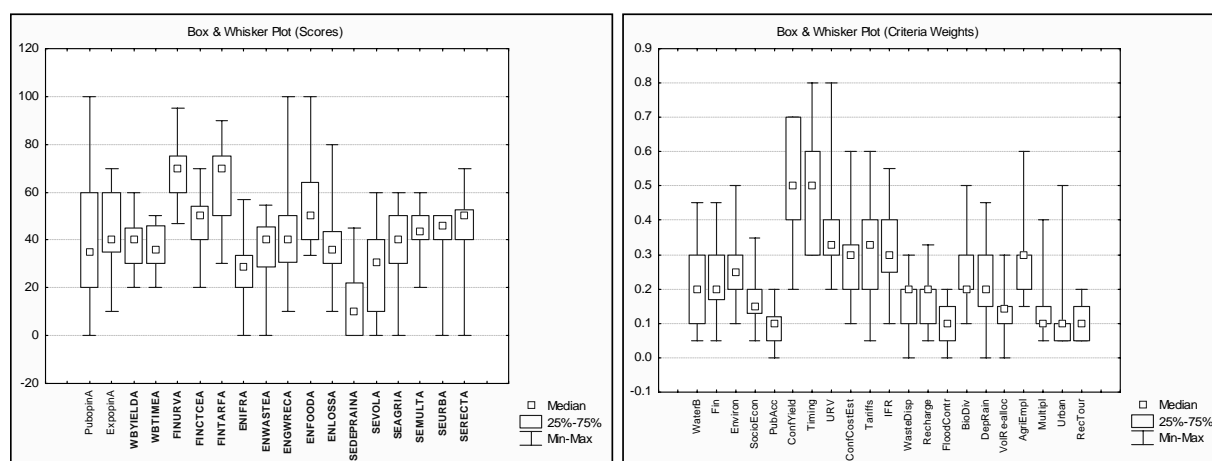 Box & Whisker Plot (Scores)
120
100
80
60
40
20
0
-20
PubopinA
ExpopinA
WBYIELDA
WBTIMEA
FINURVA
FINCTCEA
FINTARFA
ENIFRA
ENWASTEA
ENGWRECA
ENFOODA
ENLOSSA
SEDEPRAINA
SEVOLA
SEAGRIA
SEMULTA
SEURBA
SERECTA
Median
25%-75%
Min-Max
Box & Whisker Plot (Criteria Weights)
0.9
0.8
0.7
0.6
0.5
0.4
0.3
0.2
0.1
0.0
-0.1
WaterB
Fin
Environ
SocioEcon
PubAcc
ConfYield
Timing
URV
ConfCostEst
Tariffs
IFR
WasteDisp
Recharge
FloodContr
BioDiv
DepRain
VolRe-alloc
AgriEmpl
Multipl
Urban
RecTour
Median
25%-75%
Min-Max